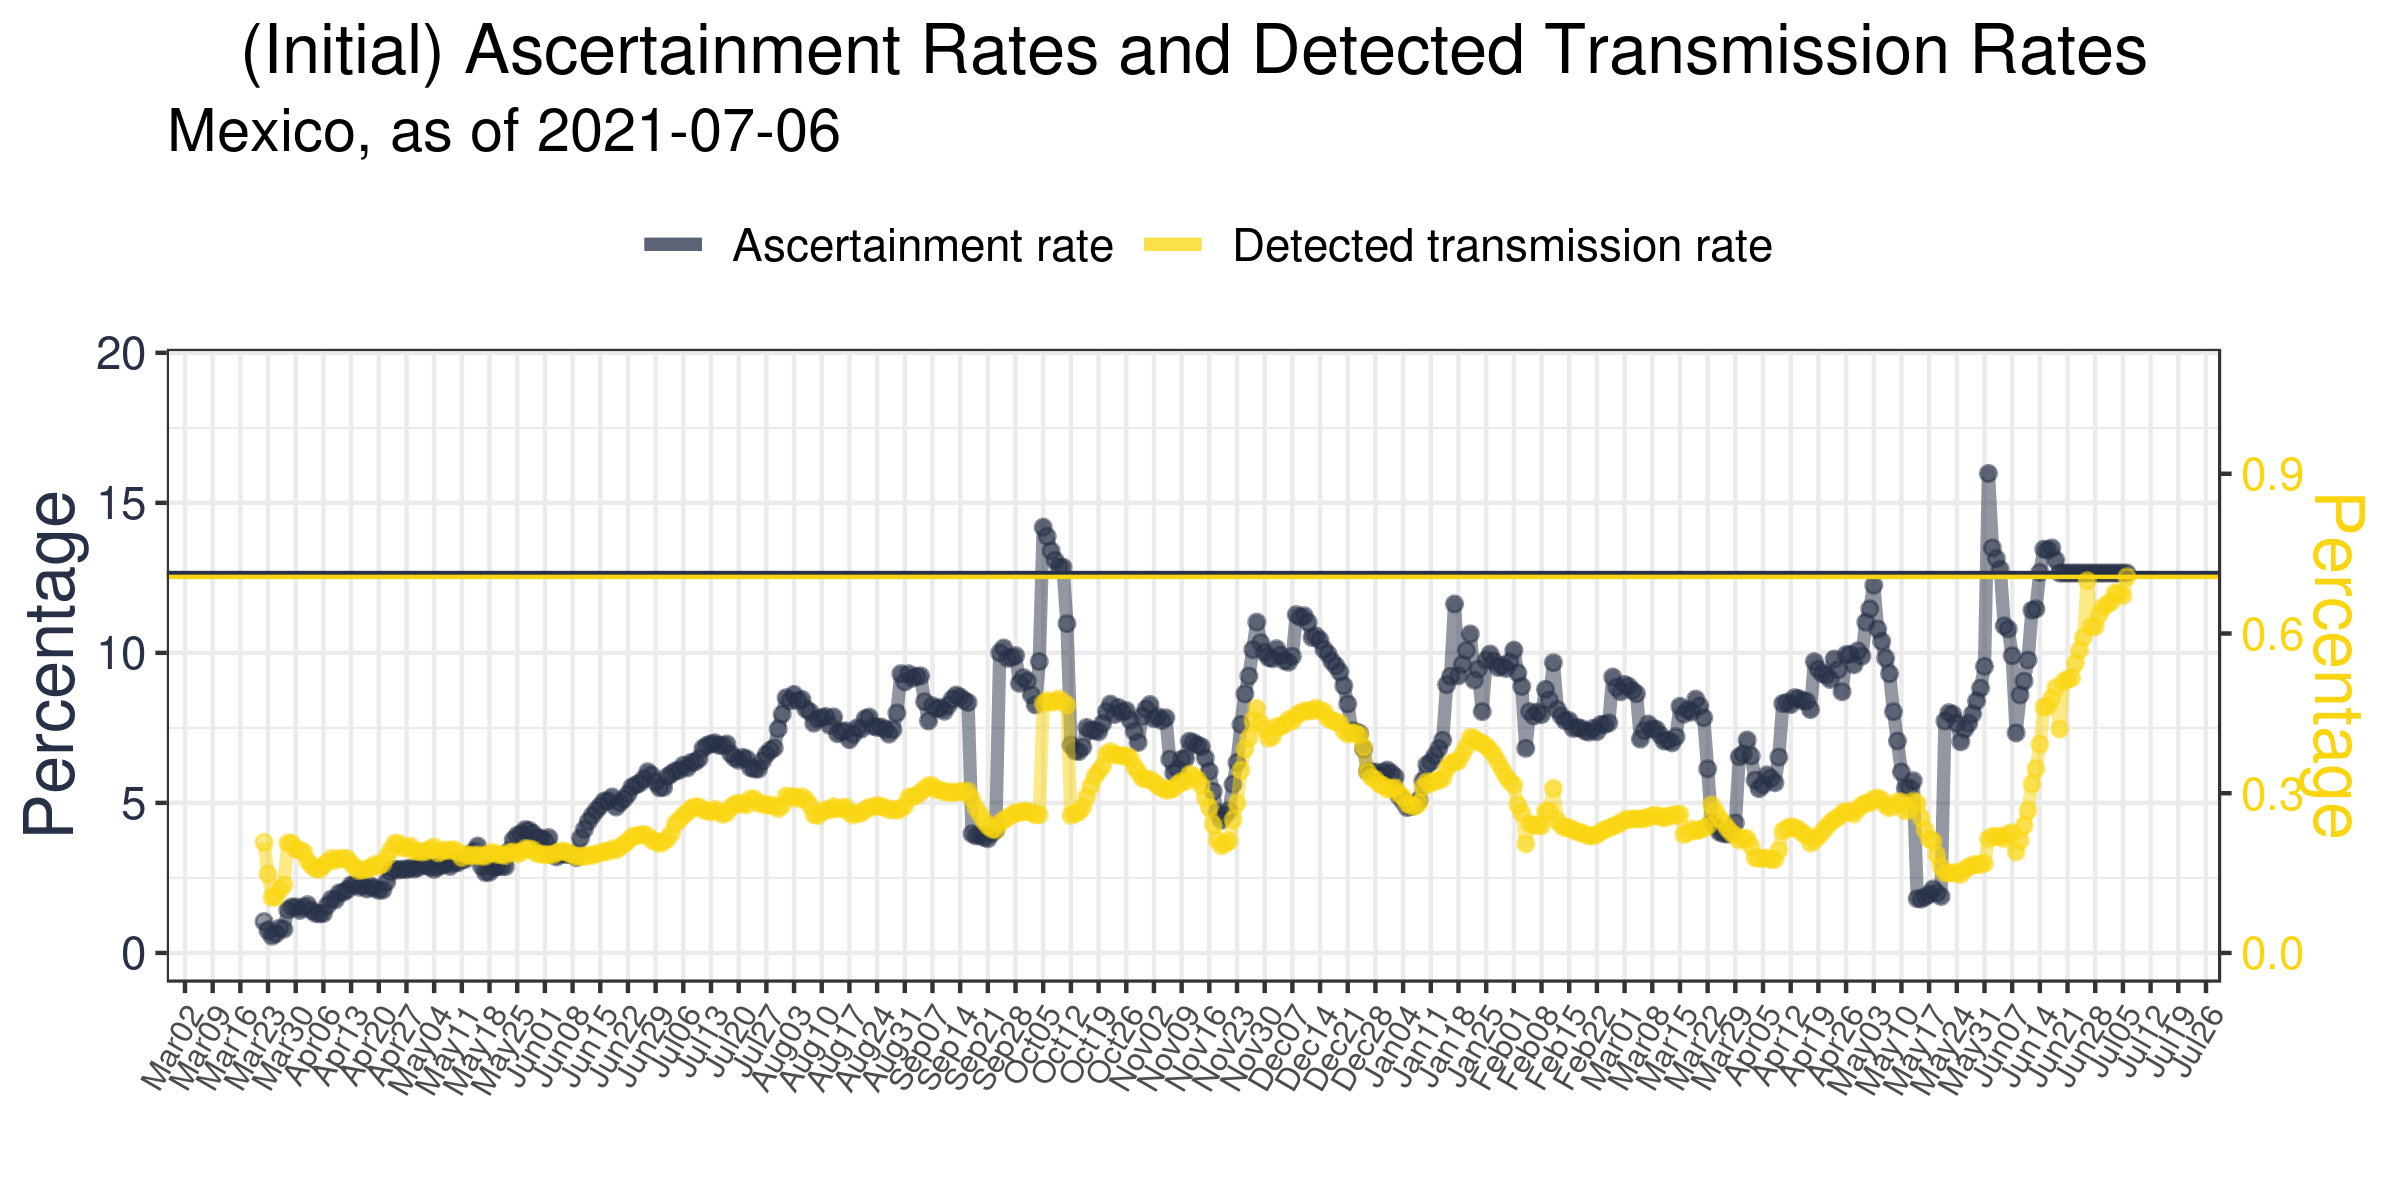 (Initial) Ascertainment Rates and Detected Transmission Rates
Mexico, as of 2021-07-06
Ascertainment rate
Detected transmission rate
Percentage
20
15
10
5
0
0.9
0.6
0.3
0.0
Percentage
Mar02
Mar09
Mar16
Mar23
Mar30
Apr06
Apr13
Apr20
Apr27
May04
May11
May18
May25
Jun01
Jun08
Jun15
Jun22
Jun29
Jul06
Jul13
Jul20
Jul27
Aug03
Aug10
Aug17
Aug24
Aug31
Sep07
Sep14
Sep21
Sep28
Oct05
Oct12
Oct19
Oct26
Nov02
Nov09
Nov16
Nov23
Nov30
Dec07
Dec14
Dec21
Dec28
Jan04
Jan11
Jan18
Jan25
Feb01
Feb08
Feb15
Feb22
Mar01
Mar08
Mar15
Mar22
Mar29
Apr05
Apr12
Apr19
Apr26
May03
May10
May17
May24
May31
Jun07
Jun14
Jun21
Jun28
Jul05
Jul12
Jul19
Jul26